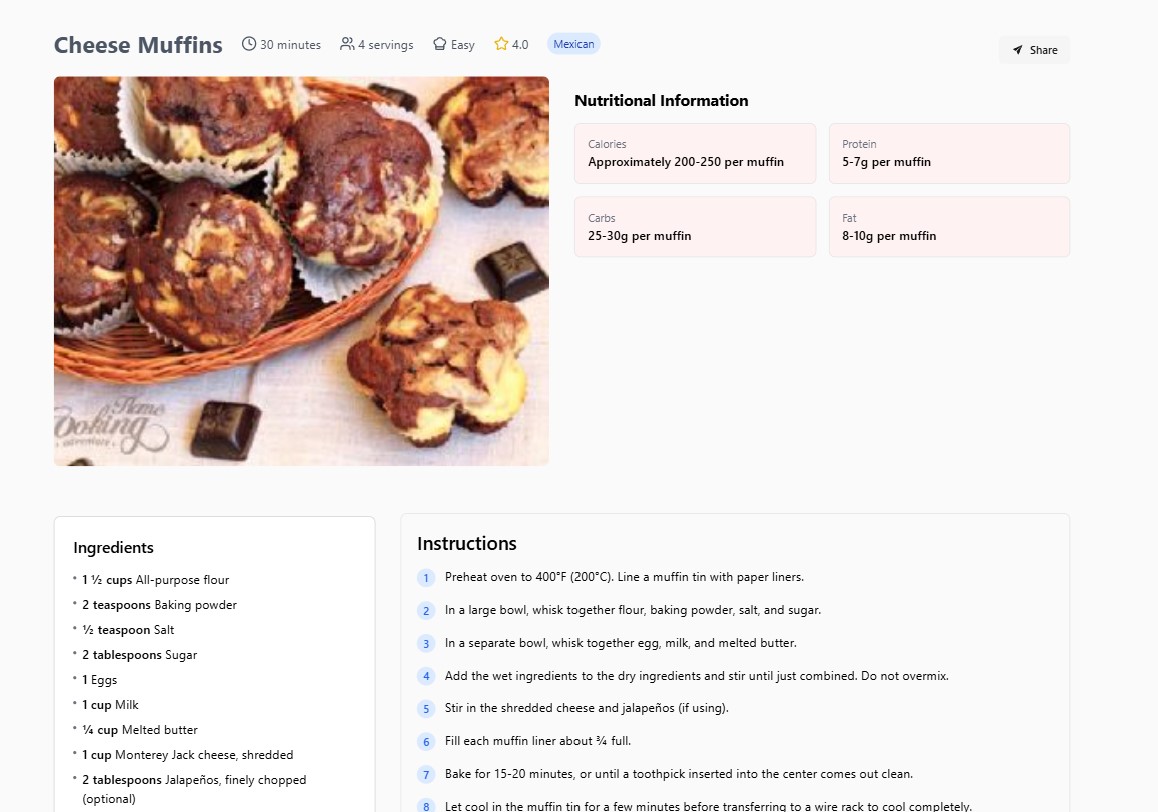 Cheese Muffins
30 minutes
4 servings
Easy
4.0
Mexican
Share
Nutritional Information
Calories
Approximately 200-250 per muffin
Protein
5-7g per muffin
Carbs
25-30g per muffin
Fat
8-10g per muffin
Home
Cooking
adventure
Ingredients
• 1 ½ cups All-purpose flour
• 2 teaspoons Baking powder
• ½ teaspoon Salt
• 2 tablespoons Sugar
• 1 Eggs
• 1 cup Milk
• ¼ cup Melted butter
• 1 cup Monterey Jack cheese, shredded
• 2 tablespoons Jalapeños, finely chopped
(optional)
Instructions
1 Preheat oven to 400°F (200°C). Line a muffin tin with paper liners.
2 In a large bowl, whisk together flour, baking powder, salt, and sugar.
3 In a separate bowl, whisk together egg, milk, and melted butter.
4 Add the wet ingredients to the dry ingredients and stir until just combined. Do not overmix.
5 Stir in the shredded cheese and jalapeños (if using).
6 Fill each muffin liner about ¾ full.
7 Bake for 15-20 minutes, or until a toothpick inserted into the center comes out clean.
8 Let cool in the muffin tin for a few minutes before transferring to a wire rack to cool completely.